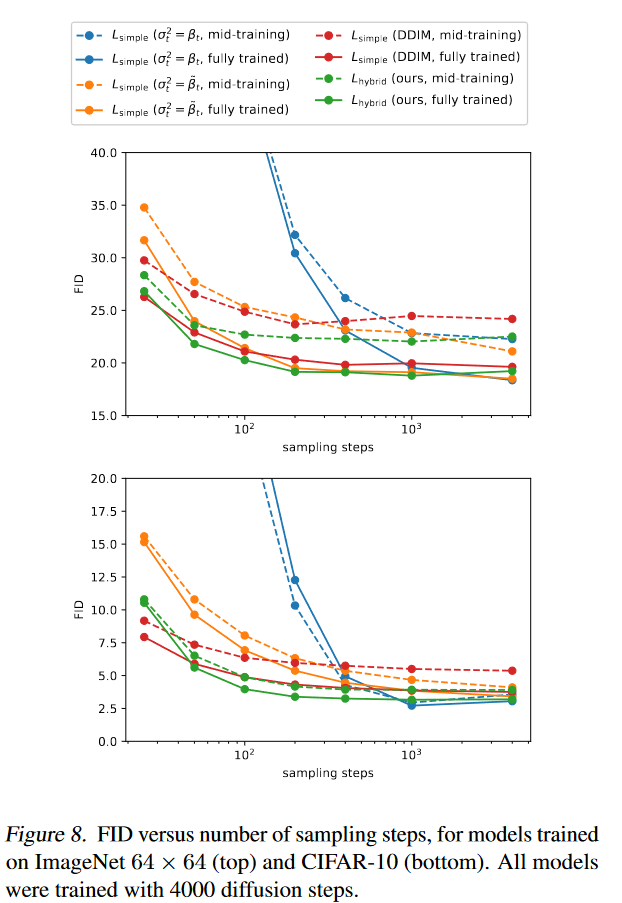 L_simple (σ_t² = β_t, mid-training)
L_simple (σ_t² = β_t, fully trained)
L_simple (σ_t² = β̃_t, mid-training)
L_simple (σ_t² = β̃_t, fully trained)
L_simple (DDIM, mid-training)
L_simple (DDIM, fully trained)
L_hybrid (ours, mid-training)
L_hybrid (ours, fully trained)
40.0
35.0
30.0
25.0
20.0
15.0
FID
10²
10³
sampling steps
20.0
17.5
15.0
12.5
10.0
7.5
5.0
2.5
0.0
FID
10²
10³
sampling steps
Figure 8. FID versus number of sampling steps, for models trained
on ImageNet 64 × 64 (top) and CIFAR-10 (bottom). All models
were trained with 4000 diffusion steps.